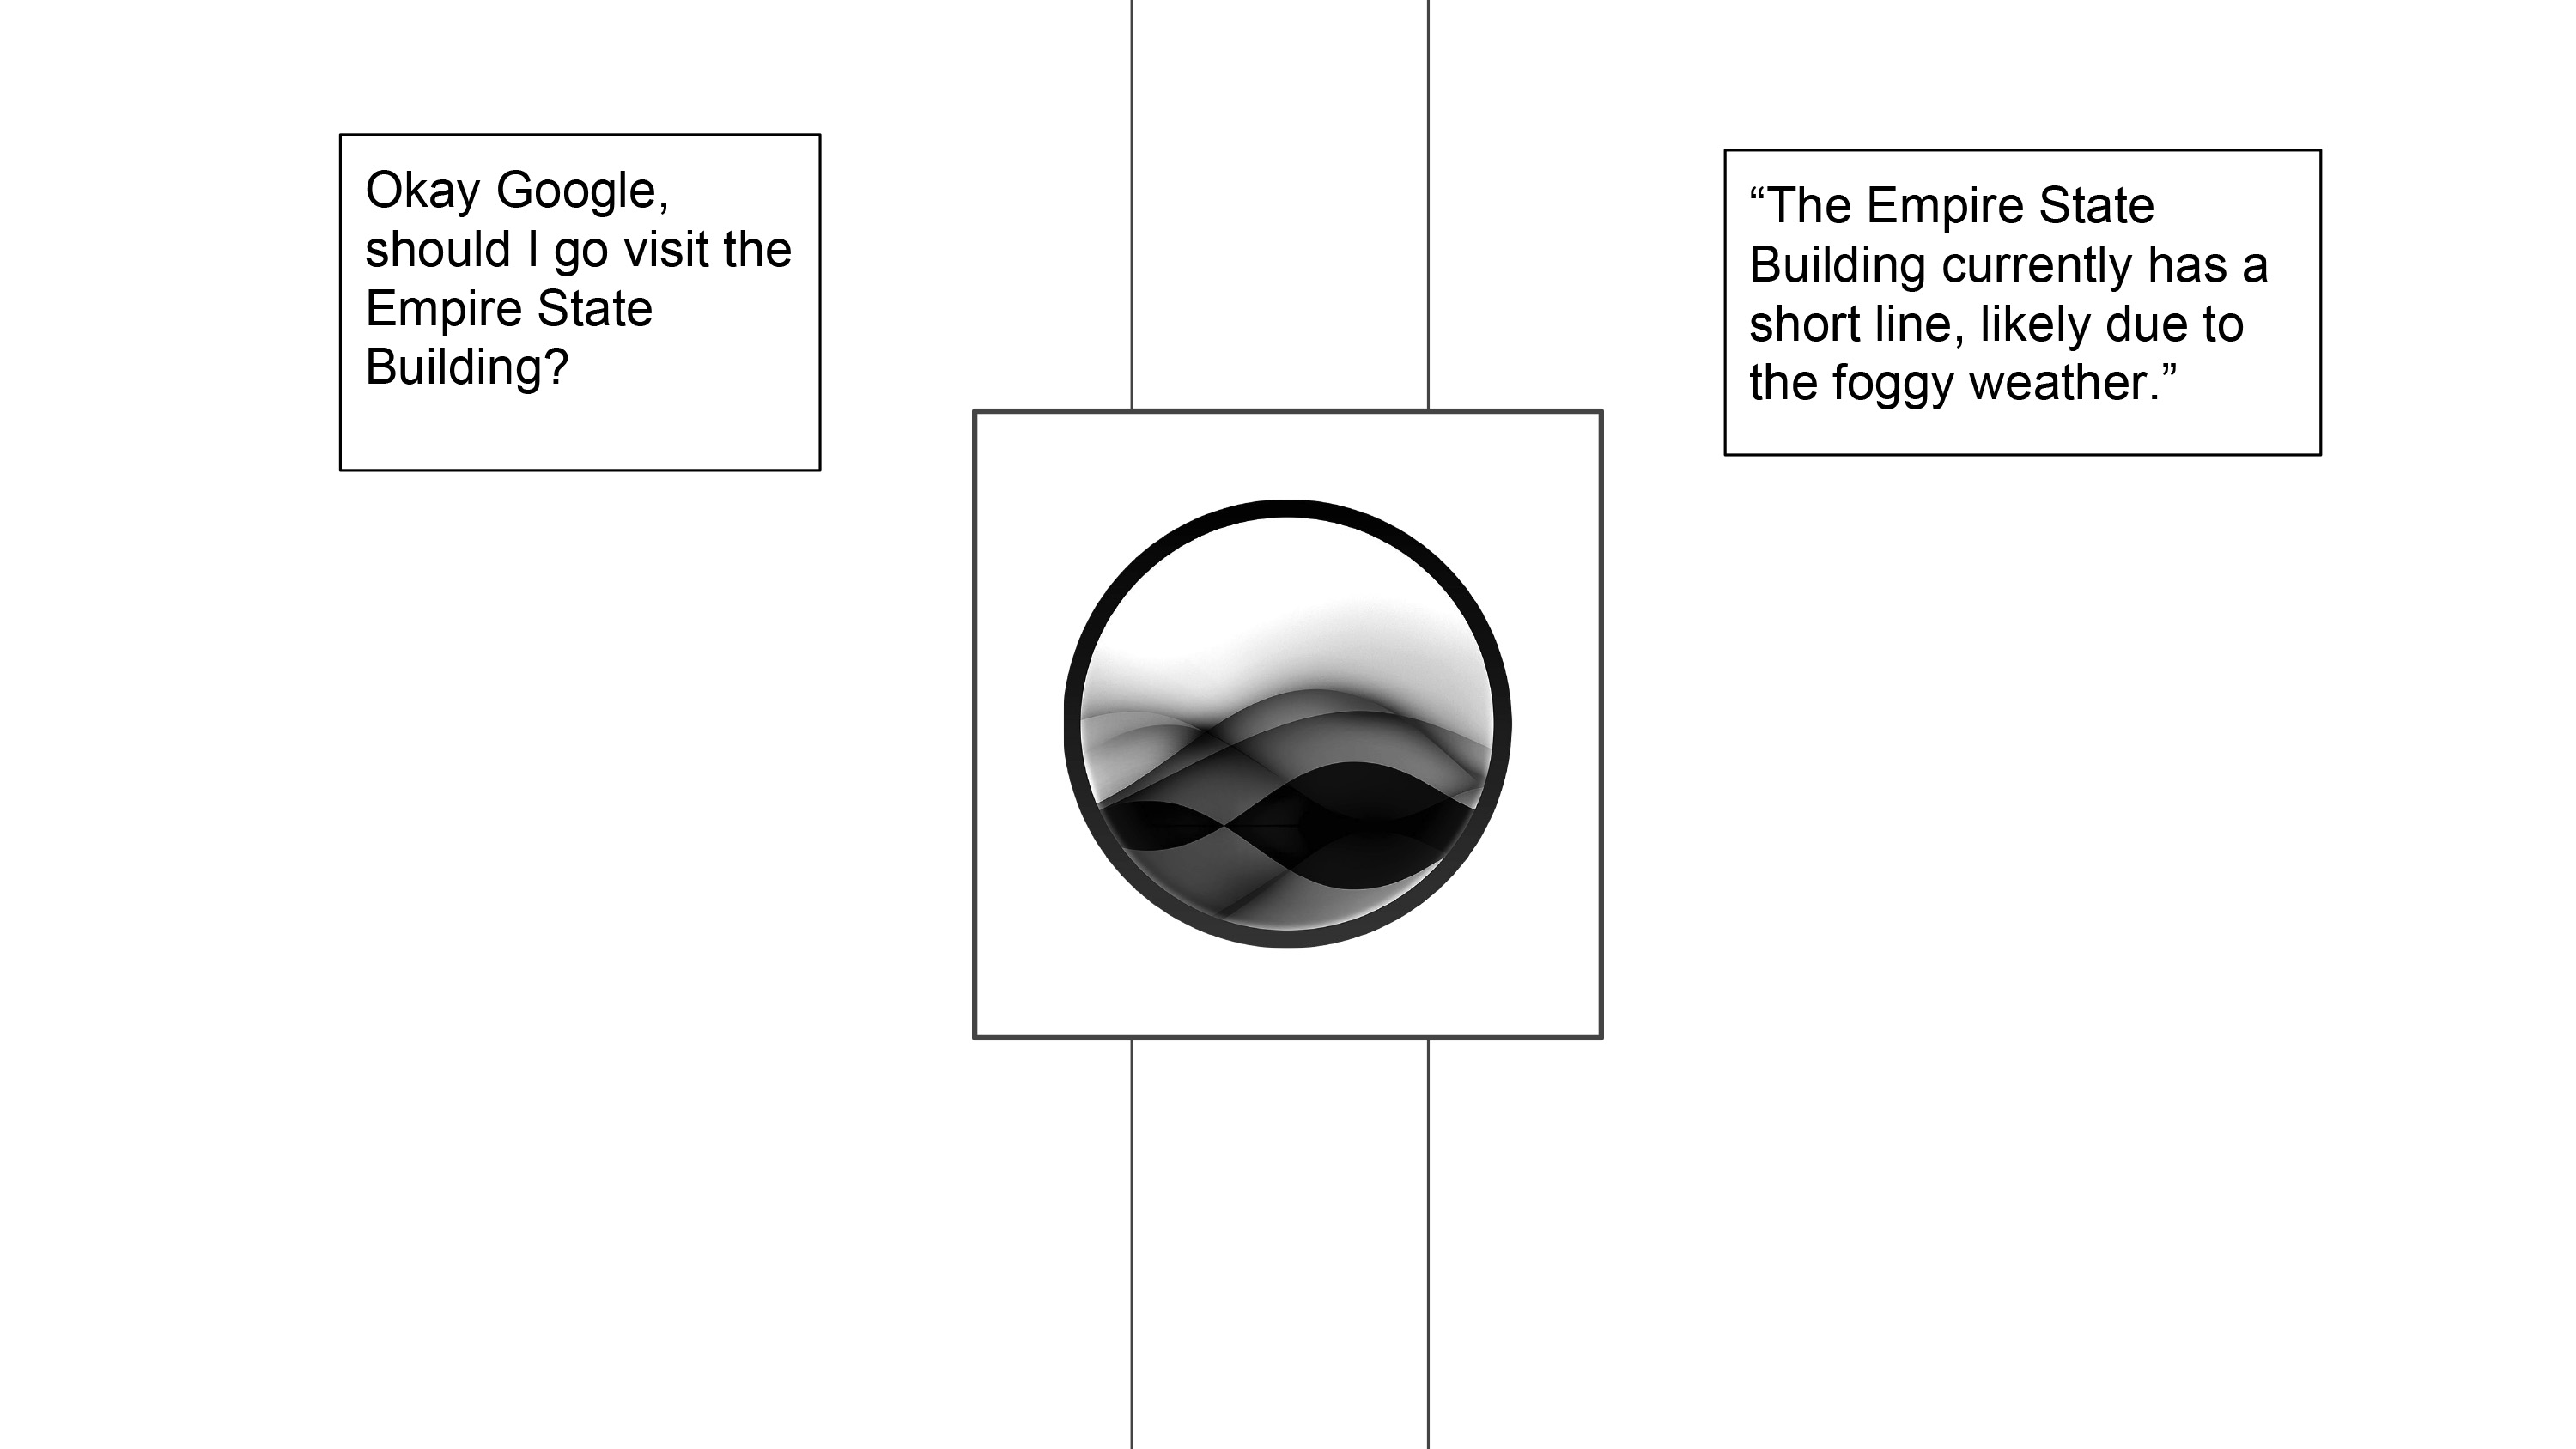 Okay Google,
should I go visit the
Empire State
Building?
“The Empire State
Building currently has a
short line, likely due to
the foggy weather.”